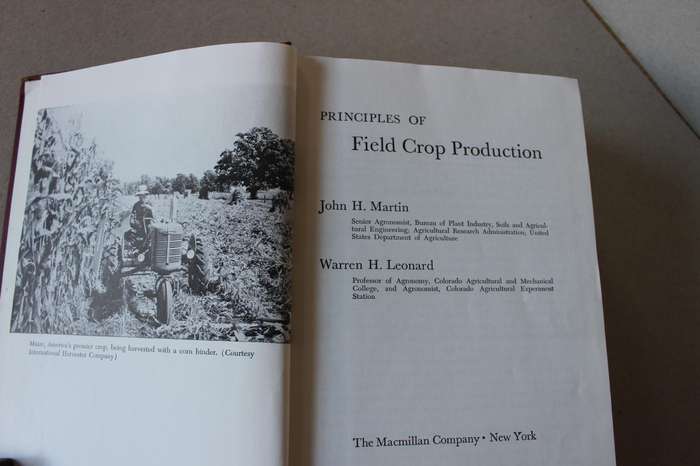 Maize, America's premier crop, being harvested with a corn binder. (Courtesy
International Harvester Company)
PRINCIPLES OF
Field Crop Production
John H. Martin
Senior Agronomist, Bureau of Plant Industry, Soils and Agricul-
tural Engineering, Agricultural Research Administration, United
States Department of Agriculture
Warren H. Leonard
Professor of Agronomy, Colorado Agricultural and Mechanical
College, and Agronomist, Colorado Agricultural Experiment
Station
The Macmillan Company • New York